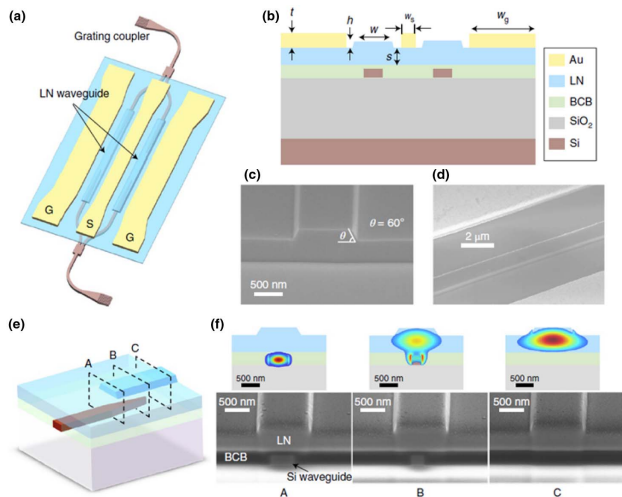 (a)
Grating coupler
LN waveguide
G
S
G
(b)
t
h
w
wₛ
w_g
s
Au
LN
BCB
SiO₂
Si
(c)
θ
θ = 60°
500 nm
(d)
2 μm
(e)
A
B
C
(f)
500 nm
500 nm
500 nm
500 nm
500 nm
500 nm
LN
BCB
Si waveguide
A
B
C